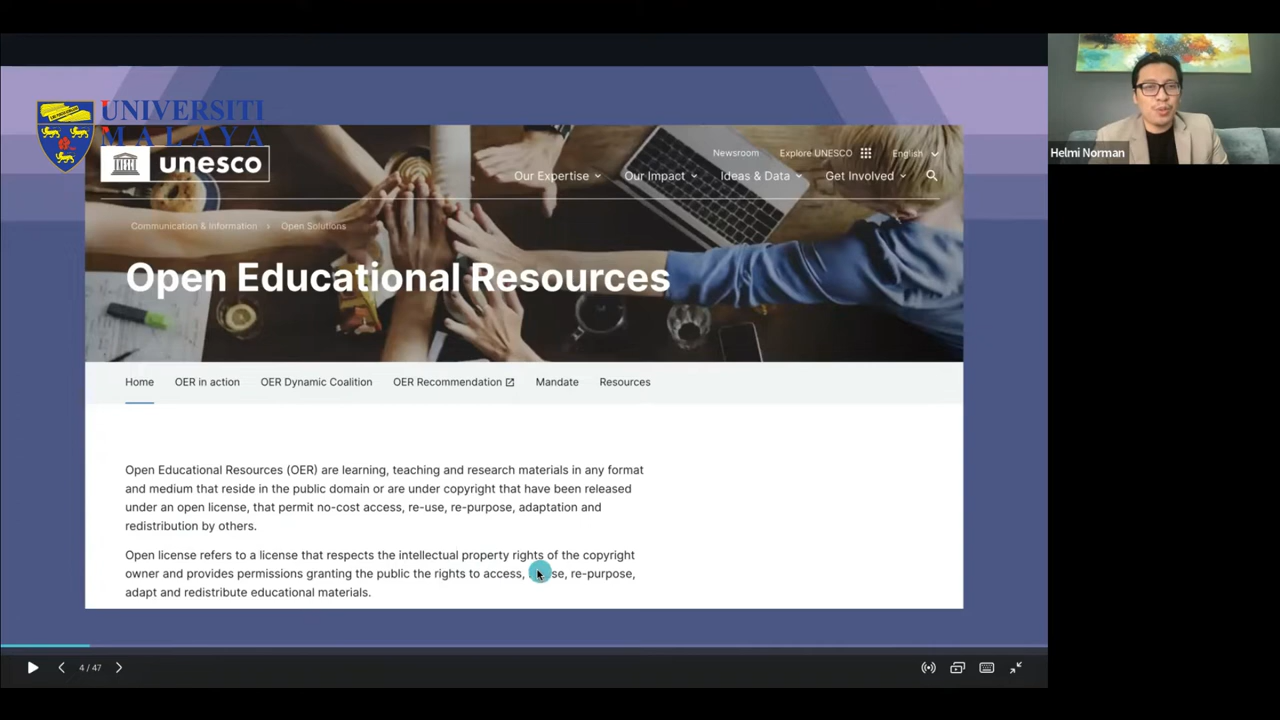 UNIVERSITI
MALAYA
unesco
Newsroom Explore UNESCO English
Our Expertise Our Impact Ideas & Data Get Involved
Communication & Information > Open Solutions
Open Educational Resources
Home OER in action OER Dynamic Coalition OER Recommendation Mandate Resources
Open Educational Resources (OER) are learning, teaching and research materials in any format
and medium that reside in the public domain or are under copyright that have been released
under an open license, that permit no-cost access, re-use, re-purpose, adaptation and
redistribution by others.
Open license refers to a license that respects the intellectual property rights of the copyright
owner and provides permissions granting the public the rights to access, re-purpose,
adapt and redistribute educational materials.
4 / 47
Helmi Norman